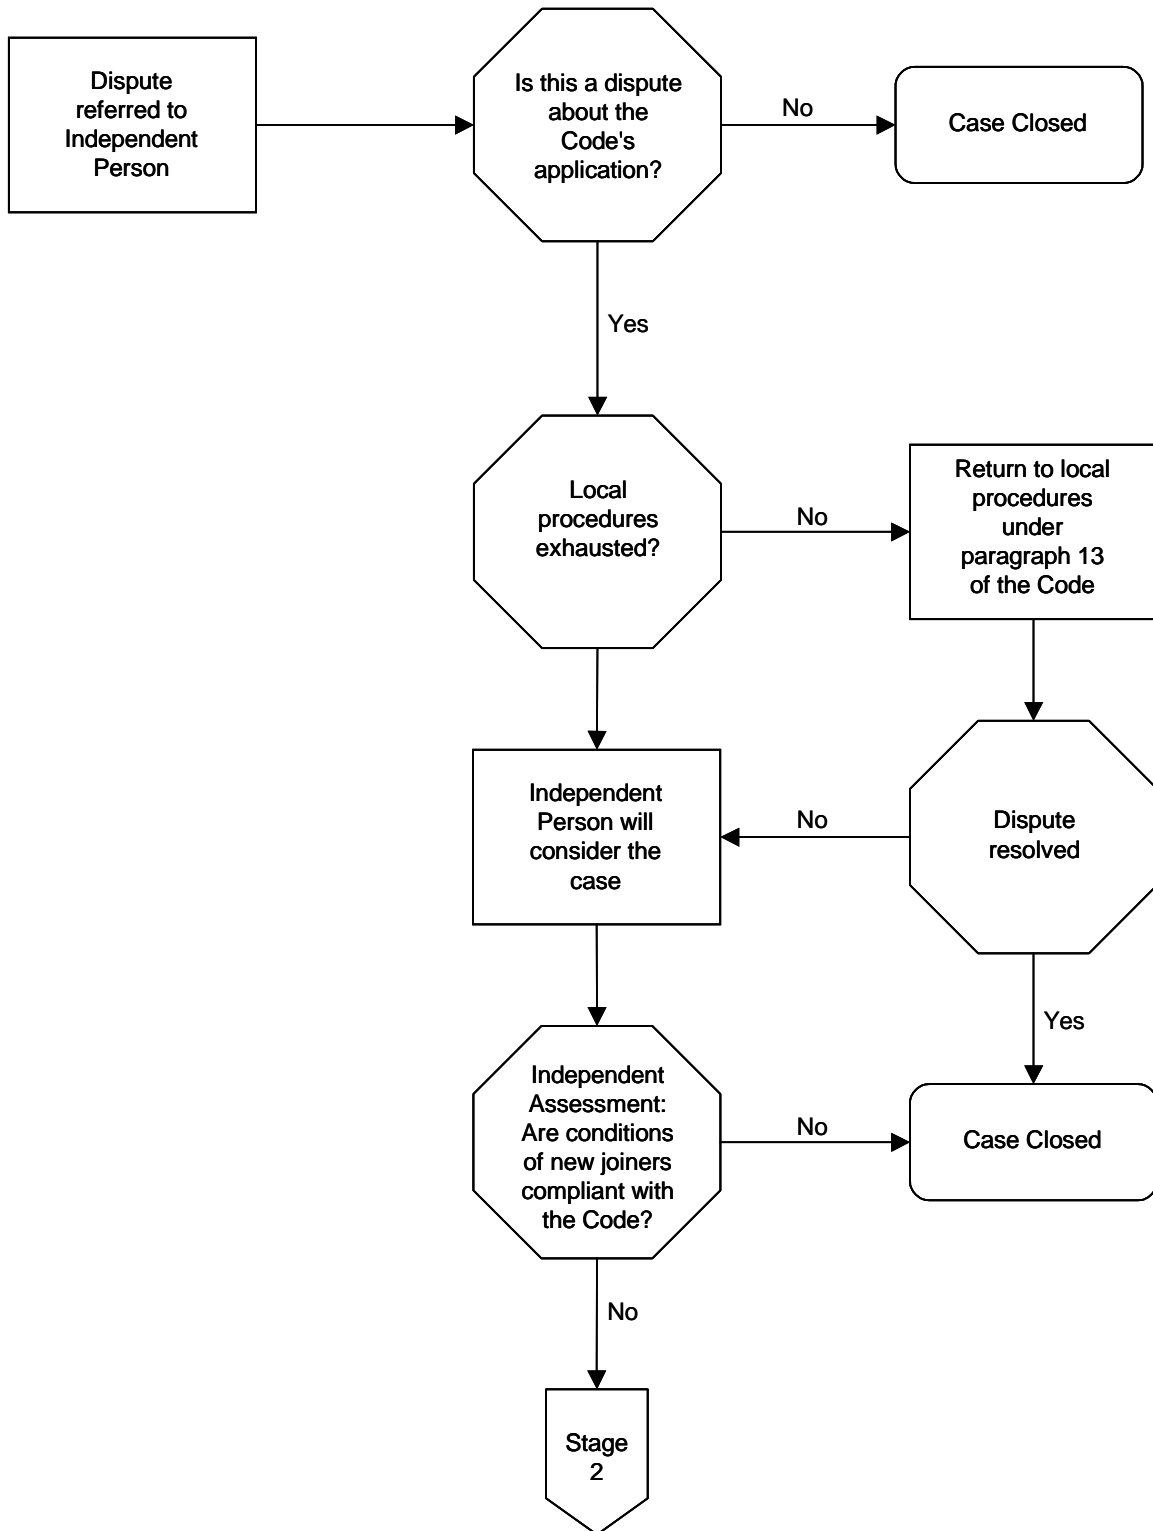 Dispute
referred to
Independent
Person
Is this a dispute
about the
Code's
application?
No
Case Closed
Yes
Local
procedures
exhausted?
No
Return to local
procedures
under
paragraph 13
of the Code
Independent
Person will
consider the
case
No
Dispute
resolved
Yes
Independent
Assessment:
Are conditions
of new joiners
compliant with
the Code?
No
Case Closed
No
Stage
2